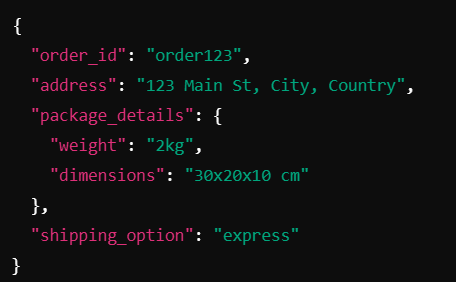 {
  "order_id": "order123",
  "address": "123 Main St, City, Country",
  "package_details": {
    "weight": "2kg",
    "dimensions": "30x20x10 cm"
  },
  "shipping_option": "express"
}